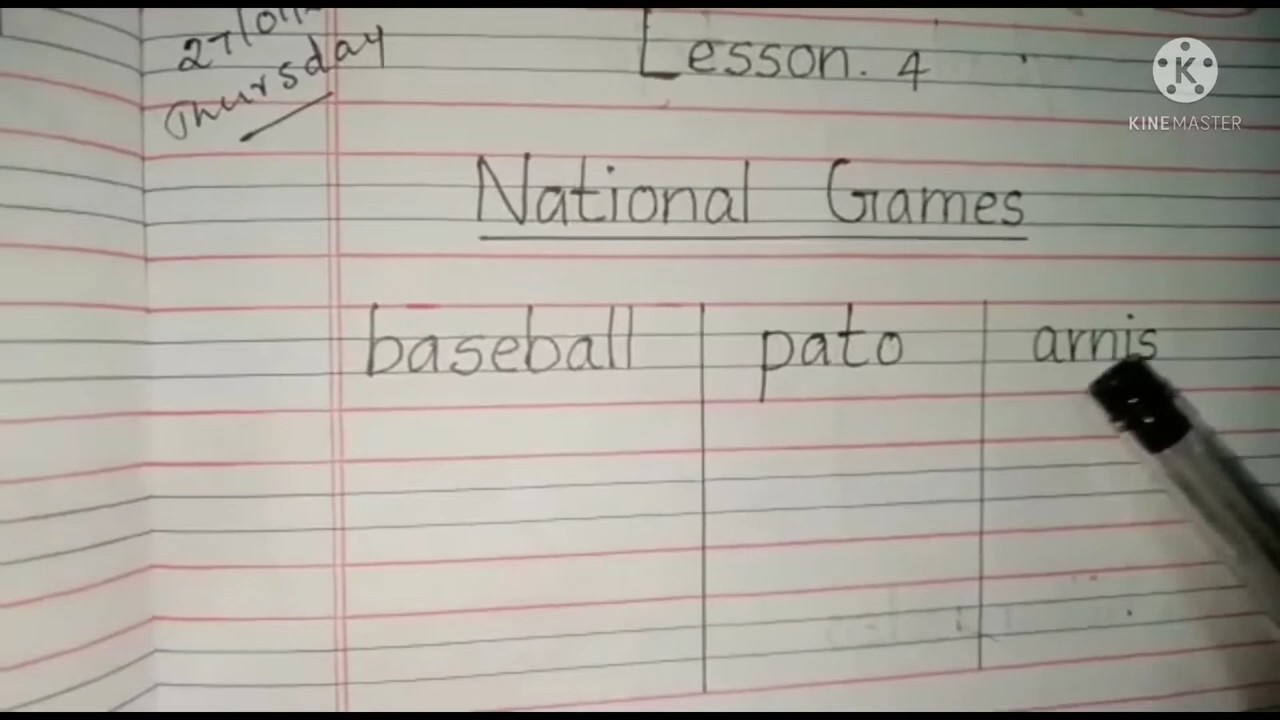 Lesson. 4
Thursday
KINEMASTER
National Games
baseball pato arnis